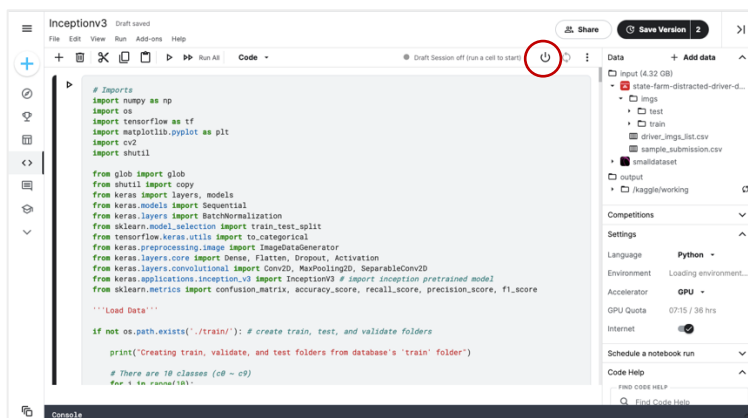 Inceptionv3 Draft saved
File Edit View Run Add-ons Help
Share
Save Version 2
Run All Code
Draft Session off (run a cell to start)
# Imports
import numpy as np
import os
import tensorflow as tf
import matplotlib.pyplot as plt
import cv2
import shutil
from glob import glob
from shutil import copy
from keras import layers, models
from keras.models import Sequential
from keras.layers import BatchNormalization
from sklearn.model_selection import train_test_split
from tensorflow.keras.utils import to_categorical
from keras.preprocessing.image import ImageDataGenerator
from keras.layers.core import Dense, Flatten, Dropout, Activation
from keras.layers.convolutional import Conv2D, MaxPooling2D, SeparableConv2D
from keras.applications.inception_v3 import InceptionV3 # import inception pretrained model
from sklearn.metrics import confusion_matrix, accuracy_score, recall_score, precision_score, f1_score
'''Load Data'''
if not os.path.exists('./train/'): # create train, test, and validate folders
print("Creating train, validate, and test folders from database's 'train' folder")
# There are 10 classes (c0 ~ c9)
for i in range(10):
Console
Data + Add data
input (4.32 GB)
state-farm-distracted-driver-d...
imgs
test
train
driver_imgs_list.csv
sample_submission.csv
smalldataset
output
/kaggle/working
Competitions
Settings
Language Python
Environment Loading environment...
Accelerator GPU
GPU Quota 07:15 / 36 hrs
Internet
Schedule a notebook run
Code Help
FIND CODE HELP
Find Code Help